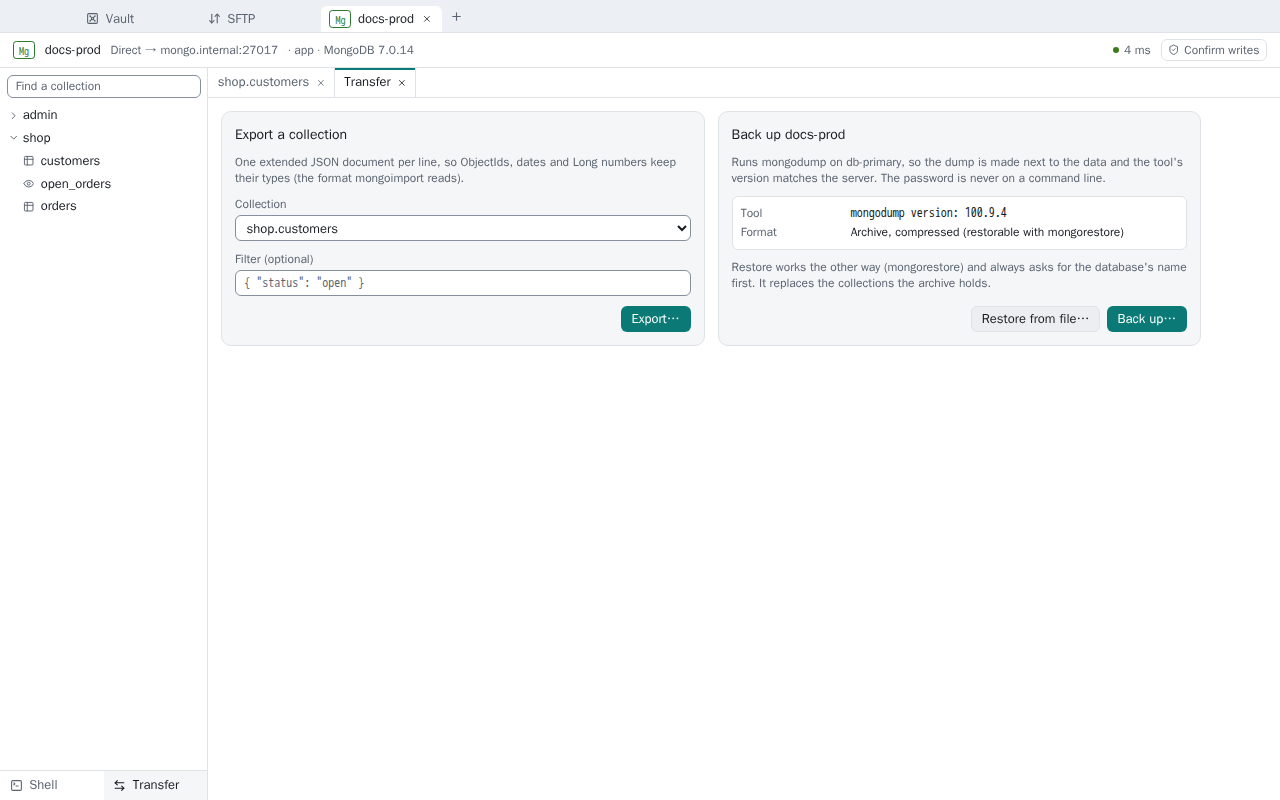 Vault
SFTP
Mg docs-prod
Mg docs-prod Direct → mongo.internal:27017 · app · MongoDB 7.0.14
4 ms
Confirm writes
Find a collection
admin
shop
customers
open_orders
orders
Shell
Transfer
shop.customers
Transfer
Export a collection
One extended JSON document per line, so ObjectIds, dates and Long numbers keep
their types (the format mongoimport reads).
Collection
shop.customers
Filter (optional)
{ "status": "open" }
Export···
Back up docs-prod
Runs mongodump on db-primary, so the dump is made next to the data and the tool's
version matches the server. The password is never on a command line.
Tool mongodump version: 100.9.4
Format Archive, compressed (restorable with mongorestore)
Restore works the other way (mongorestore) and always asks for the database's name
first. It replaces the collections the archive holds.
Restore from file···
Back up···